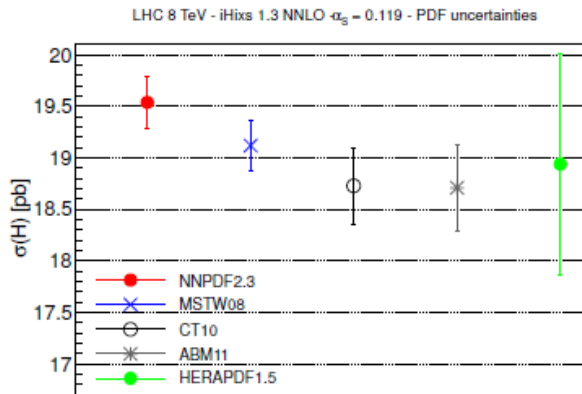 LHC 8 TeV - iHixs 1.3 NNLO -α_S = 0.119 - PDF uncertainties
σ(H) [pb]
20
19.5
19
18.5
18
17.5
17
NNPDF2.3
MSTW08
CT10
ABM11
HERAPDF1.5